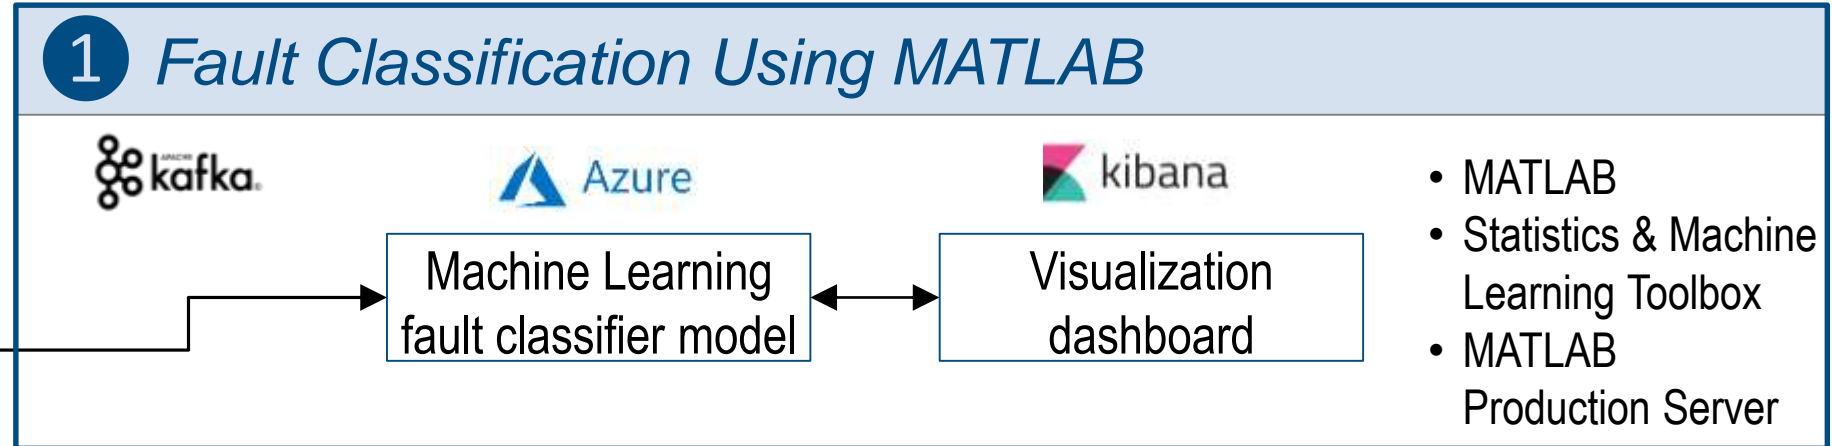 1 Fault Classification Using MATLAB
APACHE
kafka.
Azure
kibana
Machine Learning
fault classifier model
Visualization
dashboard
• MATLAB
• Statistics & Machine
Learning Toolbox
• MATLAB
Production Server